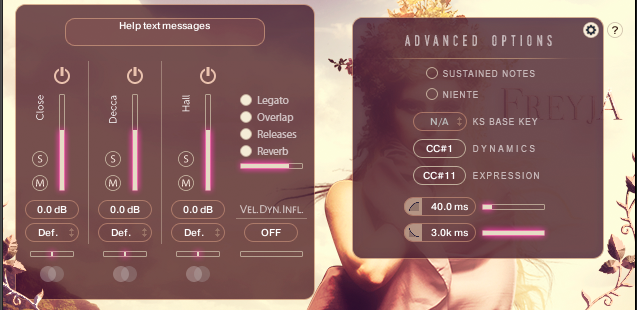 Help text messages
Close
Decca
Hall
S
M
S
M
S
M
0.0 dB
0.0 dB
0.0 dB
Def.
Def.
Def.
Legato
Overlap
Releases
Reverb
VEL.DYN.INFL.
OFF
ADVANCED OPTIONS
?
SUSTAINED NOTES
NIENTE
N/A KS BASE KEY
CC#1 DYNAMICS
CC#11 EXPRESSION
40.0 ms
3.0k ms
FREYJA